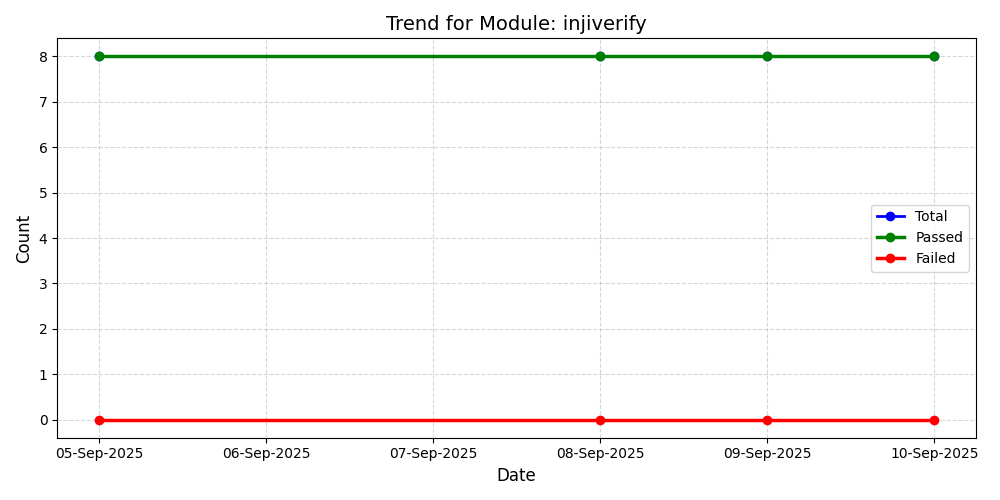 Trend for Module: injiverify
Count
8
7
6
5
4
3
2
1
0
Total
Passed
Failed
05-Sep-2025 06-Sep-2025 07-Sep-2025 08-Sep-2025 09-Sep-2025 10-Sep-2025
Date